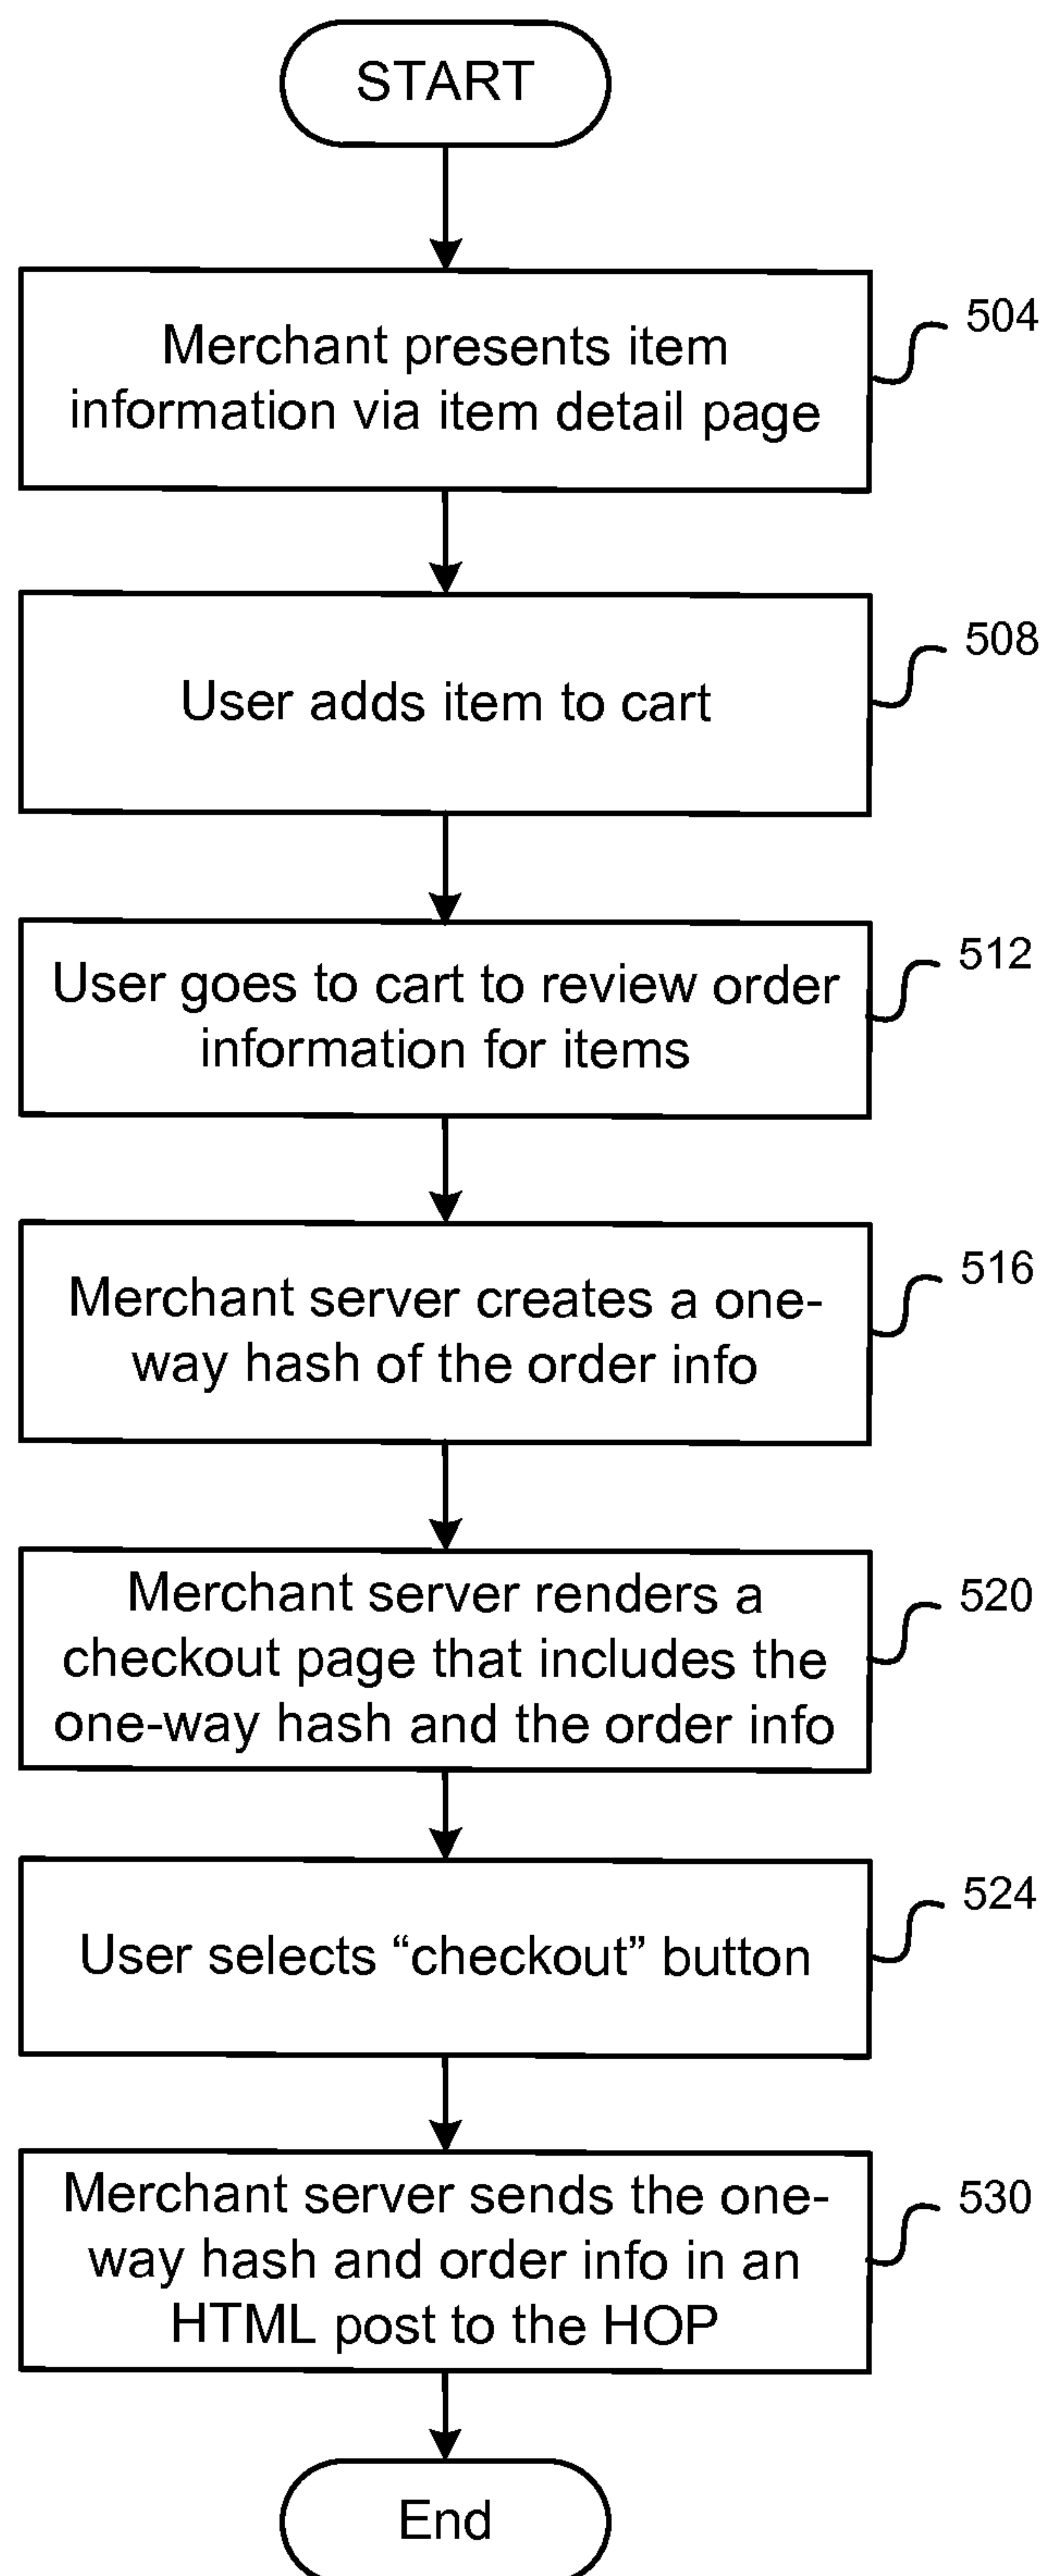 START
Merchant presents item
information via item detail page
504
User adds item to cart
508
User goes to cart to review order
information for items
512
Merchant server creates a one-
way hash of the order info
516
Merchant server renders a
checkout page that includes the
one-way hash and the order info
520
User selects “checkout” button
524
Merchant server sends the one-
way hash and order info in an
HTML post to the HOP
530
End